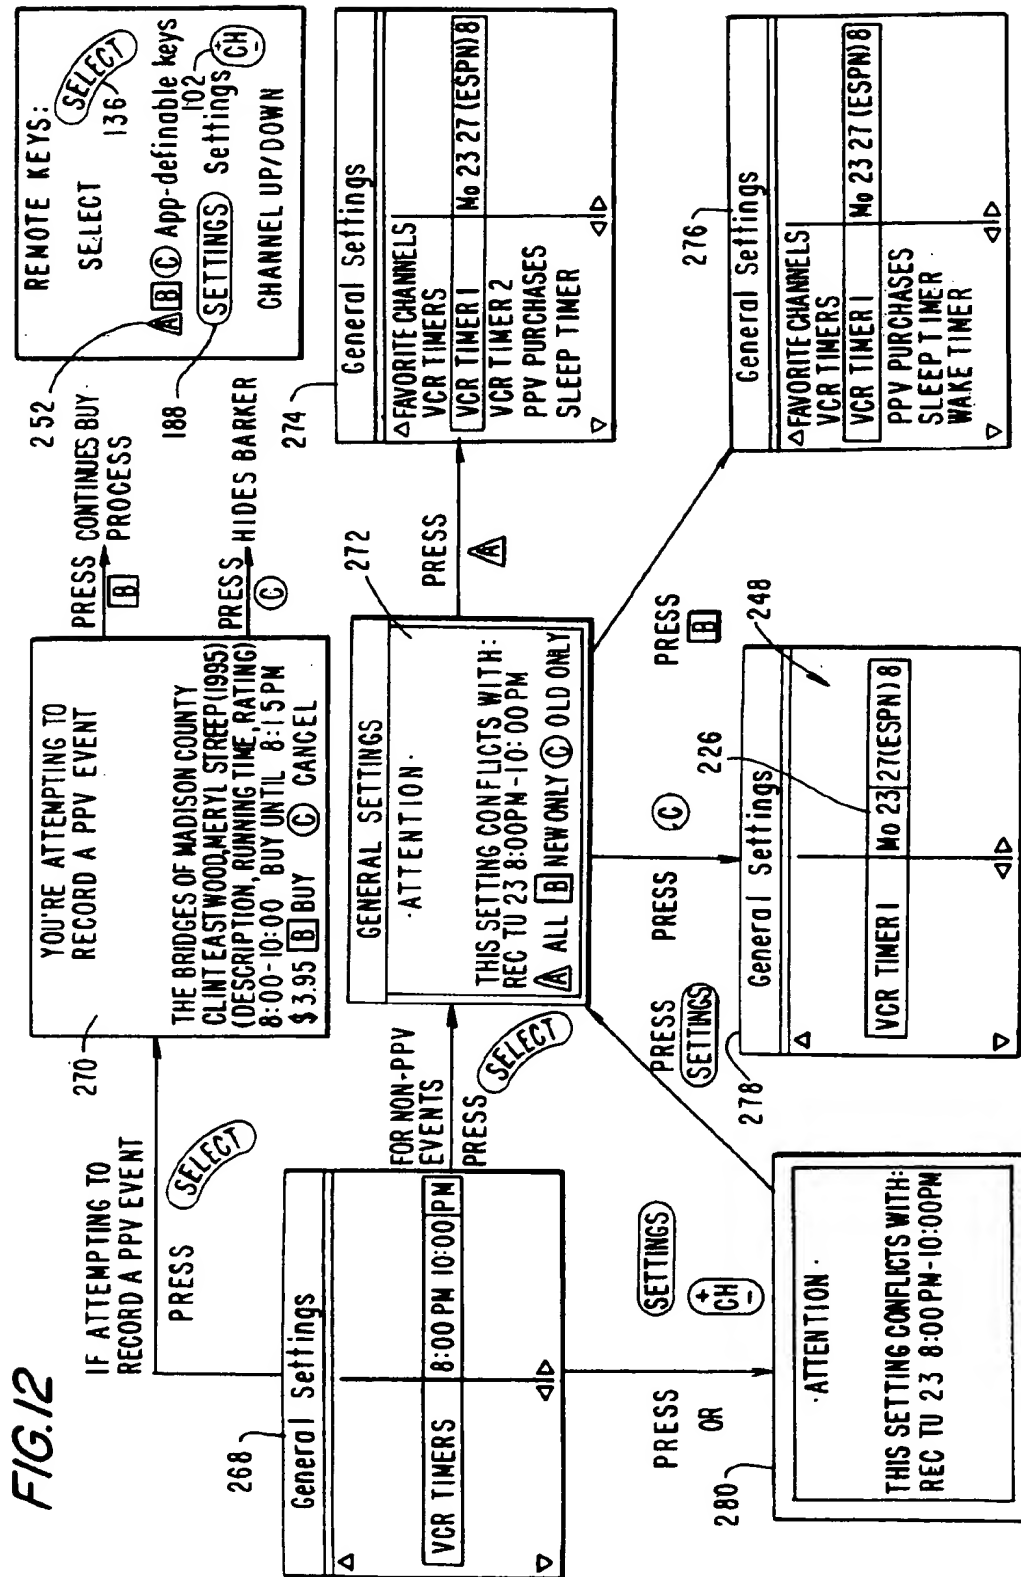 FIG.12
IF ATTEMPTING TO
RECORD A PPV EVENT
PRESS
SELECT
270
YOU'RE ATTEMPTING TO
RECORD A PPV EVENT
THE BRIDGES OF MADISON COUNTY
CLINT EASTWOOD,MERYL STREEP(1995)
(DESCRIPTION, RUNNING TIME, RATING)
8:00-10:00 BUY UNTIL 8:15PM
$3.95 B BUY C CANCEL
PRESS CONTINUES BUY
B PROCESS
PRESS HIDES BARKER
C
REMOTE KEYS:
SELECT
SELECT
136
252
A B C App-definable keys
102
188
SETTINGS Settings
+
CH
-
CHANNEL UP/DOWN
268
General Settings
VCR TIMERS 8:00 PM 10:00 PM
FOR NON-PPV
EVENTS
PRESS
SELECT
272
GENERAL SETTINGS
·ATTENTION·
THIS SETTING CONFLICTS WITH:
REC TU 23 8:00PM-10:00PM
A ALL B NEW ONLY C OLD ONLY
PRESS
A
274
General Settings
FAVORITE CHANNELS
VCR TIMERS
VCR TIMER 1 Mo 23 27 (ESPN) 8
VCR TIMER 2
PPV PURCHASES
SLEEP TIMER
PRESS
OR
SETTINGS
+
CH
-
280
·ATTENTION·
THIS SETTING CONFLICTS WITH:
REC TU 23 8:00PM-10:00PM
PRESS
SETTINGS
PRESS
C
278
General Settings
226
248
VCR TIMER 1 Mo 23 27(ESPN)8
PRESS
B
276
General Settings
FAVORITE CHANNELS
VCR TIMERS
VCR TIMER 1 Mo 23 27 (ESPN) 8
PPV PURCHASES
SLEEP TIMER
WAKE TIMER